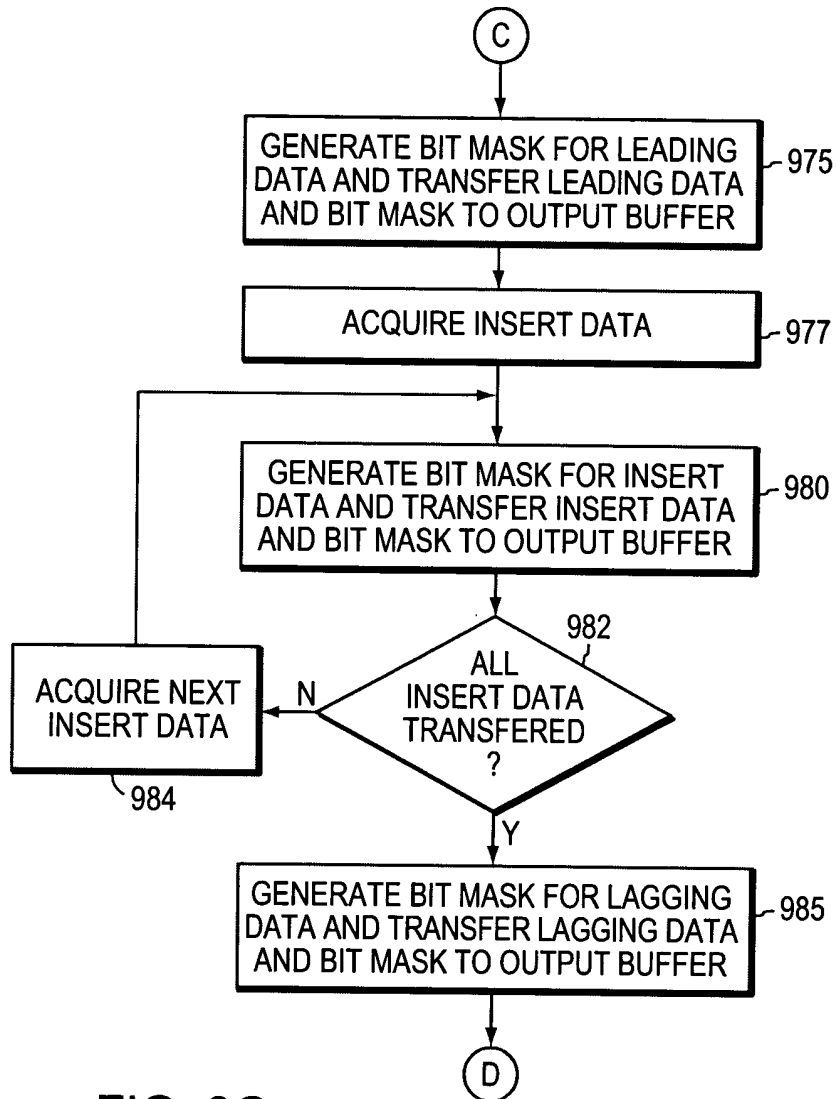 C
GENERATE BIT MASK FOR LEADING
DATA AND TRANSFER LEADING DATA
AND BIT MASK TO OUTPUT BUFFER
975
ACQUIRE INSERT DATA
977
GENERATE BIT MASK FOR INSERT
DATA AND TRANSFER INSERT DATA
AND BIT MASK TO OUTPUT BUFFER
980
982
ALL
INSERT DATA
TRANSFERED
?
N
ACQUIRE NEXT
INSERT DATA
984
Y
GENERATE BIT MASK FOR LAGGING
DATA AND TRANSFER LAGGING DATA
AND BIT MASK TO OUTPUT BUFFER
985
D